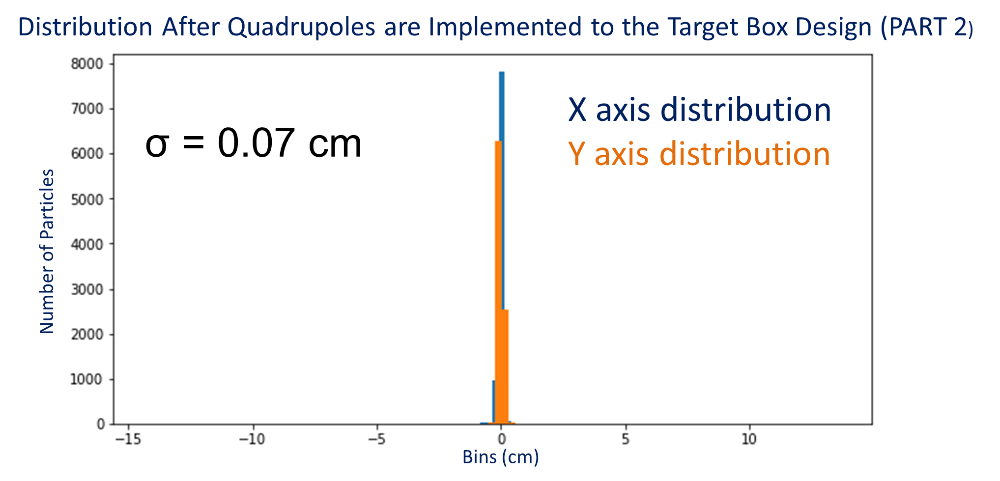 Distribution After Quadrupoles are Implemented to the Target Box Design (PART 2)
8000
7000
6000
5000
4000
3000
2000
1000
0
Number of Particles
σ = 0.07 cm
X axis distribution
Y axis distribution
−15 −10 −5 0 5 10
Bins (cm)